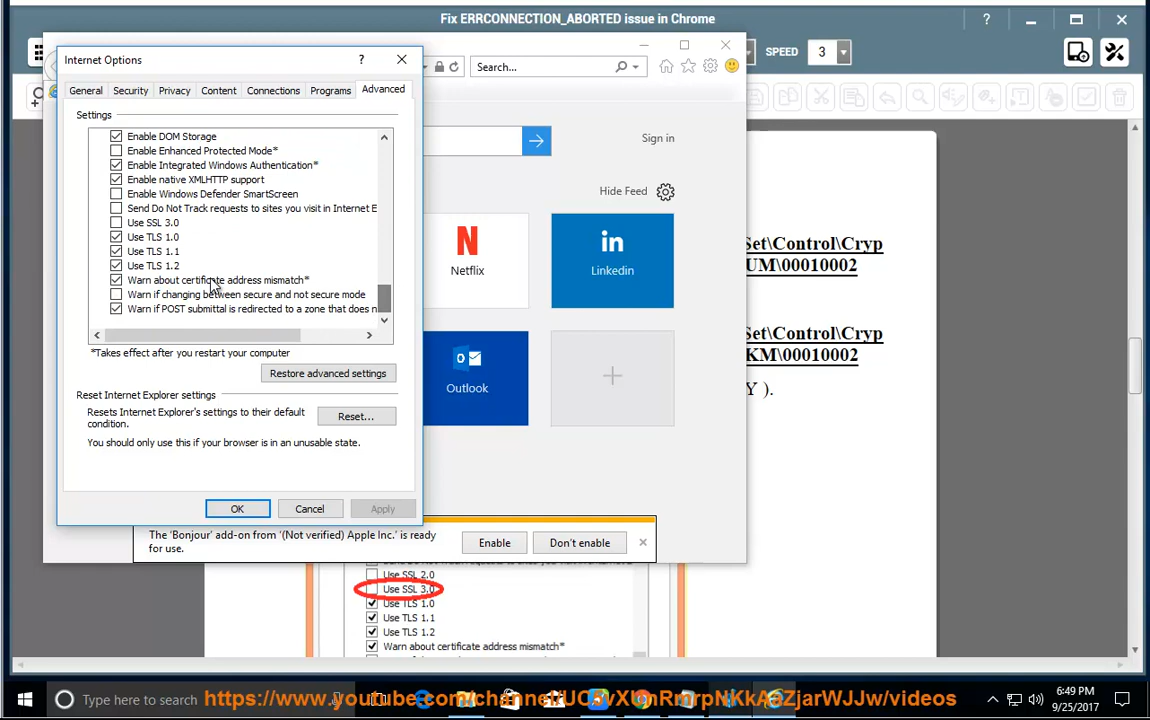 Fix ERRCONNECTION_ABORTED issue in Chrome
?
SPEED 3
Internet Options
?
Search...
General Security Privacy Content Connections Programs Advanced
Settings
Enable DOM Storage
Enable Enhanced Protected Mode*
Enable Integrated Windows Authentication*
Enable native XMLHTTP support
Enable Windows Defender SmartScreen
Send Do Not Track requests to sites you visit in Internet E
Use SSL 3.0
Use TLS 1.0
Use TLS 1.1
Use TLS 1.2
Warn about certificate address mismatch*
Warn if changing between secure and not secure mode
Warn if POST submittal is redirected to a zone that does n
*Takes effect after you restart your computer
Restore advanced settings
Reset Internet Explorer settings
Resets Internet Explorer's settings to their default
condition.
Reset...
You should only use this if your browser is in an unusable state.
OK Cancel Apply
Sign in
Hide Feed
Netflix
in
Linkedin
Outlook
Set\Control\Cryp
UM\00010002
Set\Control\Cryp
KM\00010002
Y ).
The 'Bonjour' add-on from '(Not verified) Apple Inc.' is ready
for use.
Enable Don't enable
Use SSL 2.0
Use SSL 3.0
Use TLS 1.0
Use TLS 1.1
Use TLS 1.2
Warn about certificate address mismatch*
Type here to search
6:49 PM
9/25/2017